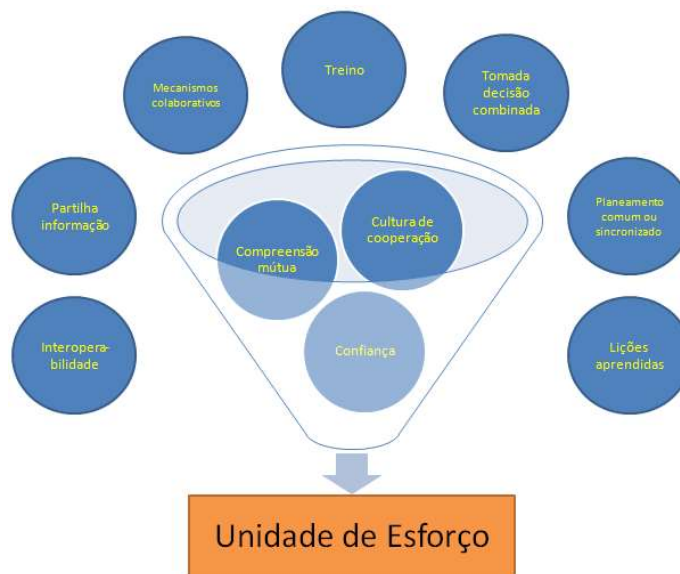 Treino
Mecanismos
colaborativos
Tomada
decisão
combinada
Partilha
informação
Cultura de
cooperação
Planeamento
comum ou
sincronizado
Compreensão
mútua
Interopera-
bilidade
Confiança
Lições
aprendidas
Unidade de Esforço